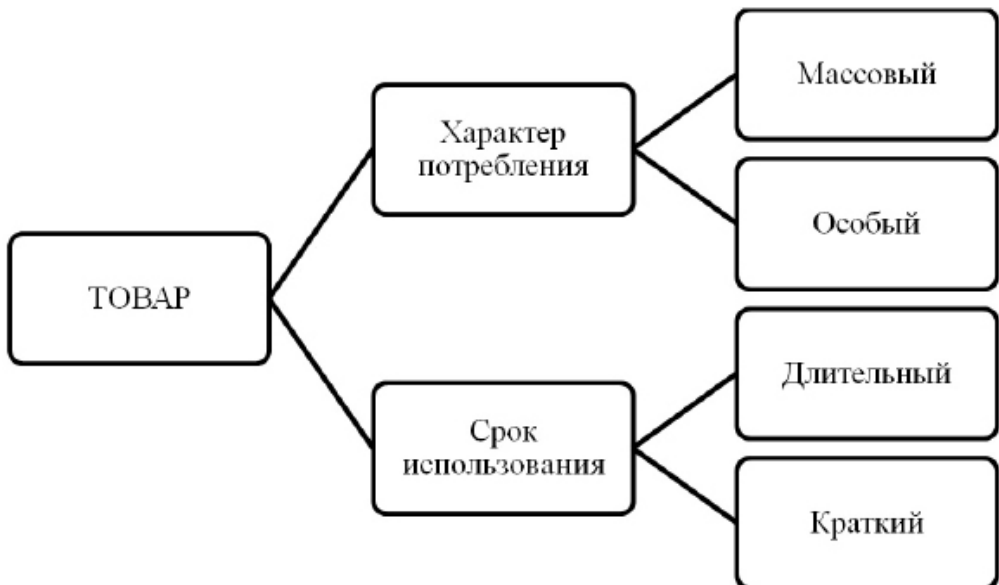 ТОВАР
Характер
потребления
Массовый
Особый
Срок
использования
Длительный
Краткий